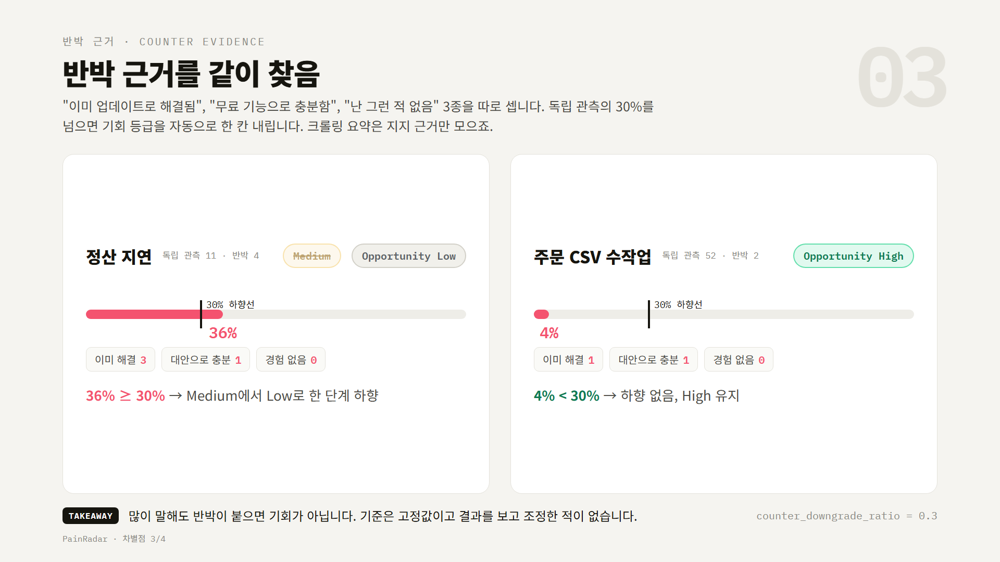 반박 근거 · COUNTER EVIDENCE
03
반박 근거를 같이 찾음
"이미 업데이트로 해결됨", "무료 기능으로 충분함", "난 그런 적 없음" 3종을 따로 셉니다. 독립 관측의 30%를
넘으면 기회 등급을 자동으로 한 칸 내립니다. 크롤링 요약은 지지 근거만 모으죠.
정산 지연 독립 관측 11 · 반박 4 Medium Opportunity Low
30% 하향선
36%
이미 해결 3 대안으로 충분 1 경험 없음 0
36% ≥ 30% → Medium에서 Low로 한 단계 하향
주문 CSV 수작업 독립 관측 52 · 반박 2 Opportunity High
30% 하향선
4%
이미 해결 1 대안으로 충분 1 경험 없음 0
4% < 30% → 하향 없음, High 유지
TAKEAWAY 많이 말해도 반박이 붙으면 기회가 아닙니다. 기준은 고정값이고 결과를 보고 조정한 적이 없습니다. counter_downgrade_ratio = 0.3
PainRadar · 차별점 3/4